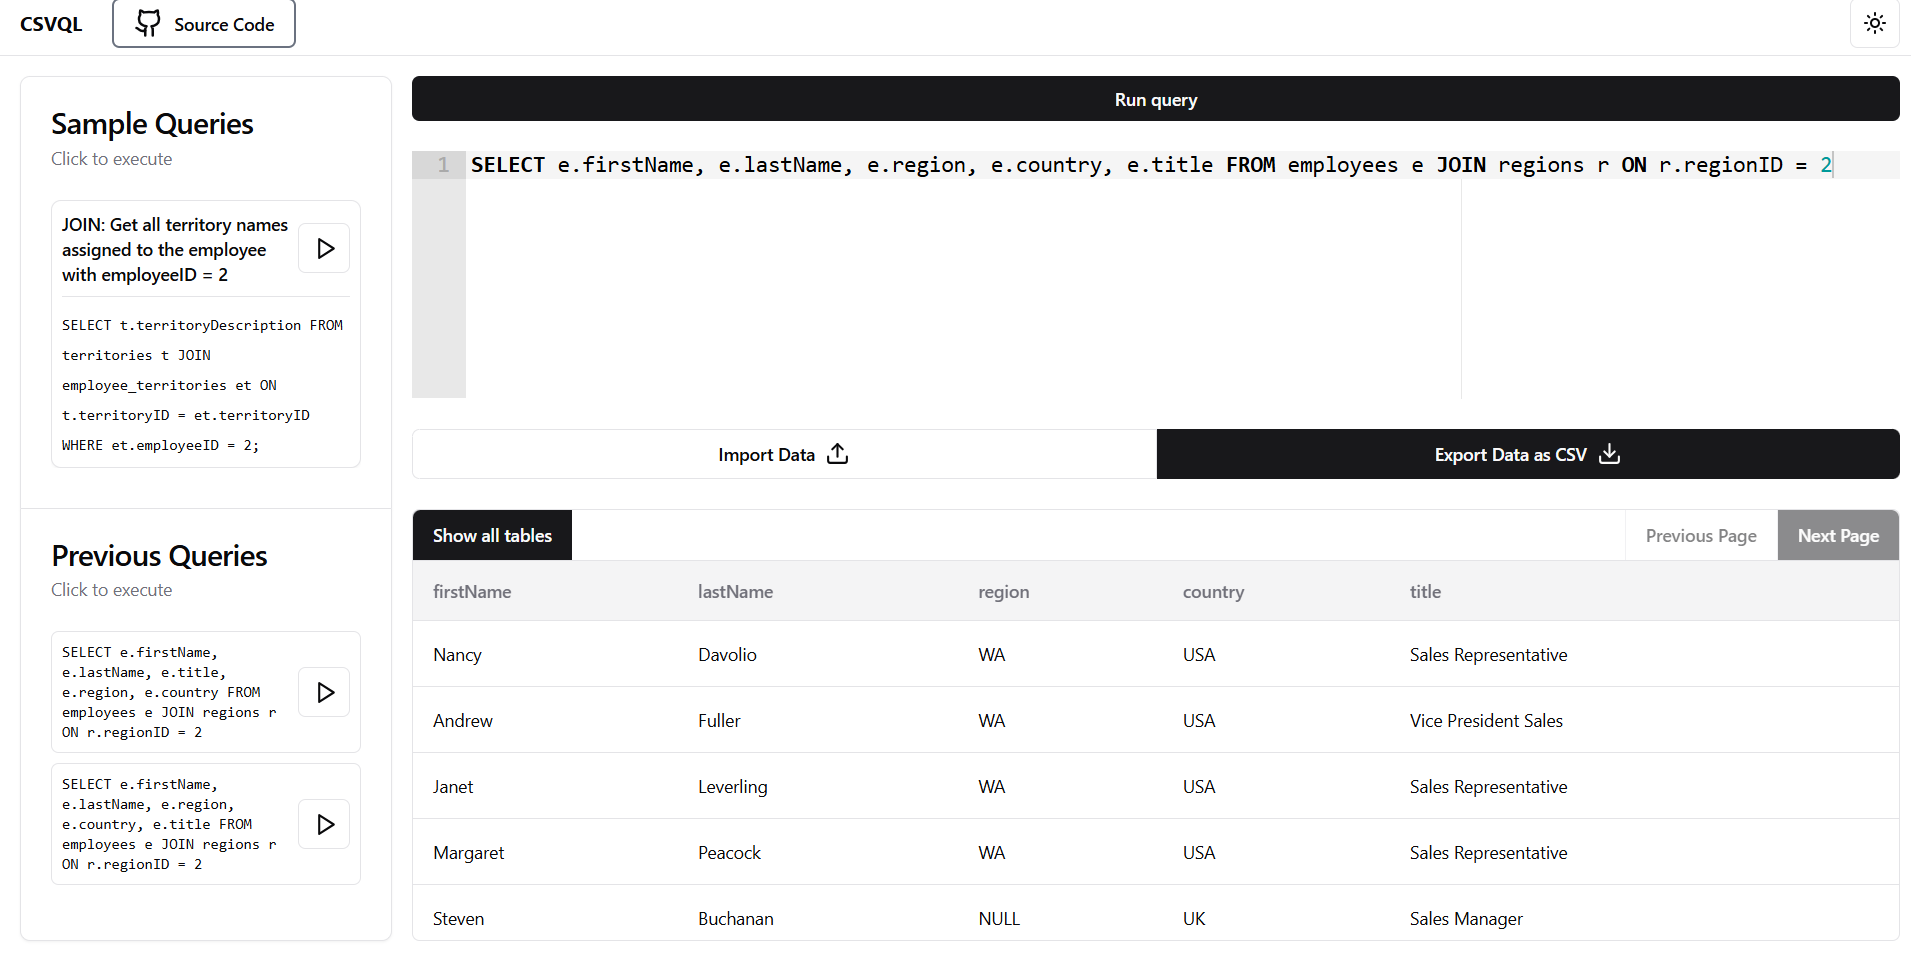 CSVQL
Source Code
Sample Queries
Click to execute
JOIN: Get all territory names
assigned to the employee
with employeeID = 2
SELECT t.territoryDescription FROM
territories t JOIN
employee_territories et ON
t.territoryID = et.territoryID
WHERE et.employeeID = 2;
Previous Queries
Click to execute
SELECT e.firstName,
e.lastName, e.title,
e.region, e.country FROM
employees e JOIN regions r
ON r.regionID = 2
SELECT e.firstName,
e.lastName, e.region,
e.country, e.title FROM
employees e JOIN regions r
ON r.regionID = 2
Run query
1 SELECT e.firstName, e.lastName, e.region, e.country, e.title FROM employees e JOIN regions r ON r.regionID = 2
Import Data
Export Data as CSV
Show all tables Previous Page Next Page
firstName lastName region country title
Nancy Davolio WA USA Sales Representative
Andrew Fuller WA USA Vice President Sales
Janet Leverling WA USA Sales Representative
Margaret Peacock WA USA Sales Representative
Steven Buchanan NULL UK Sales Manager